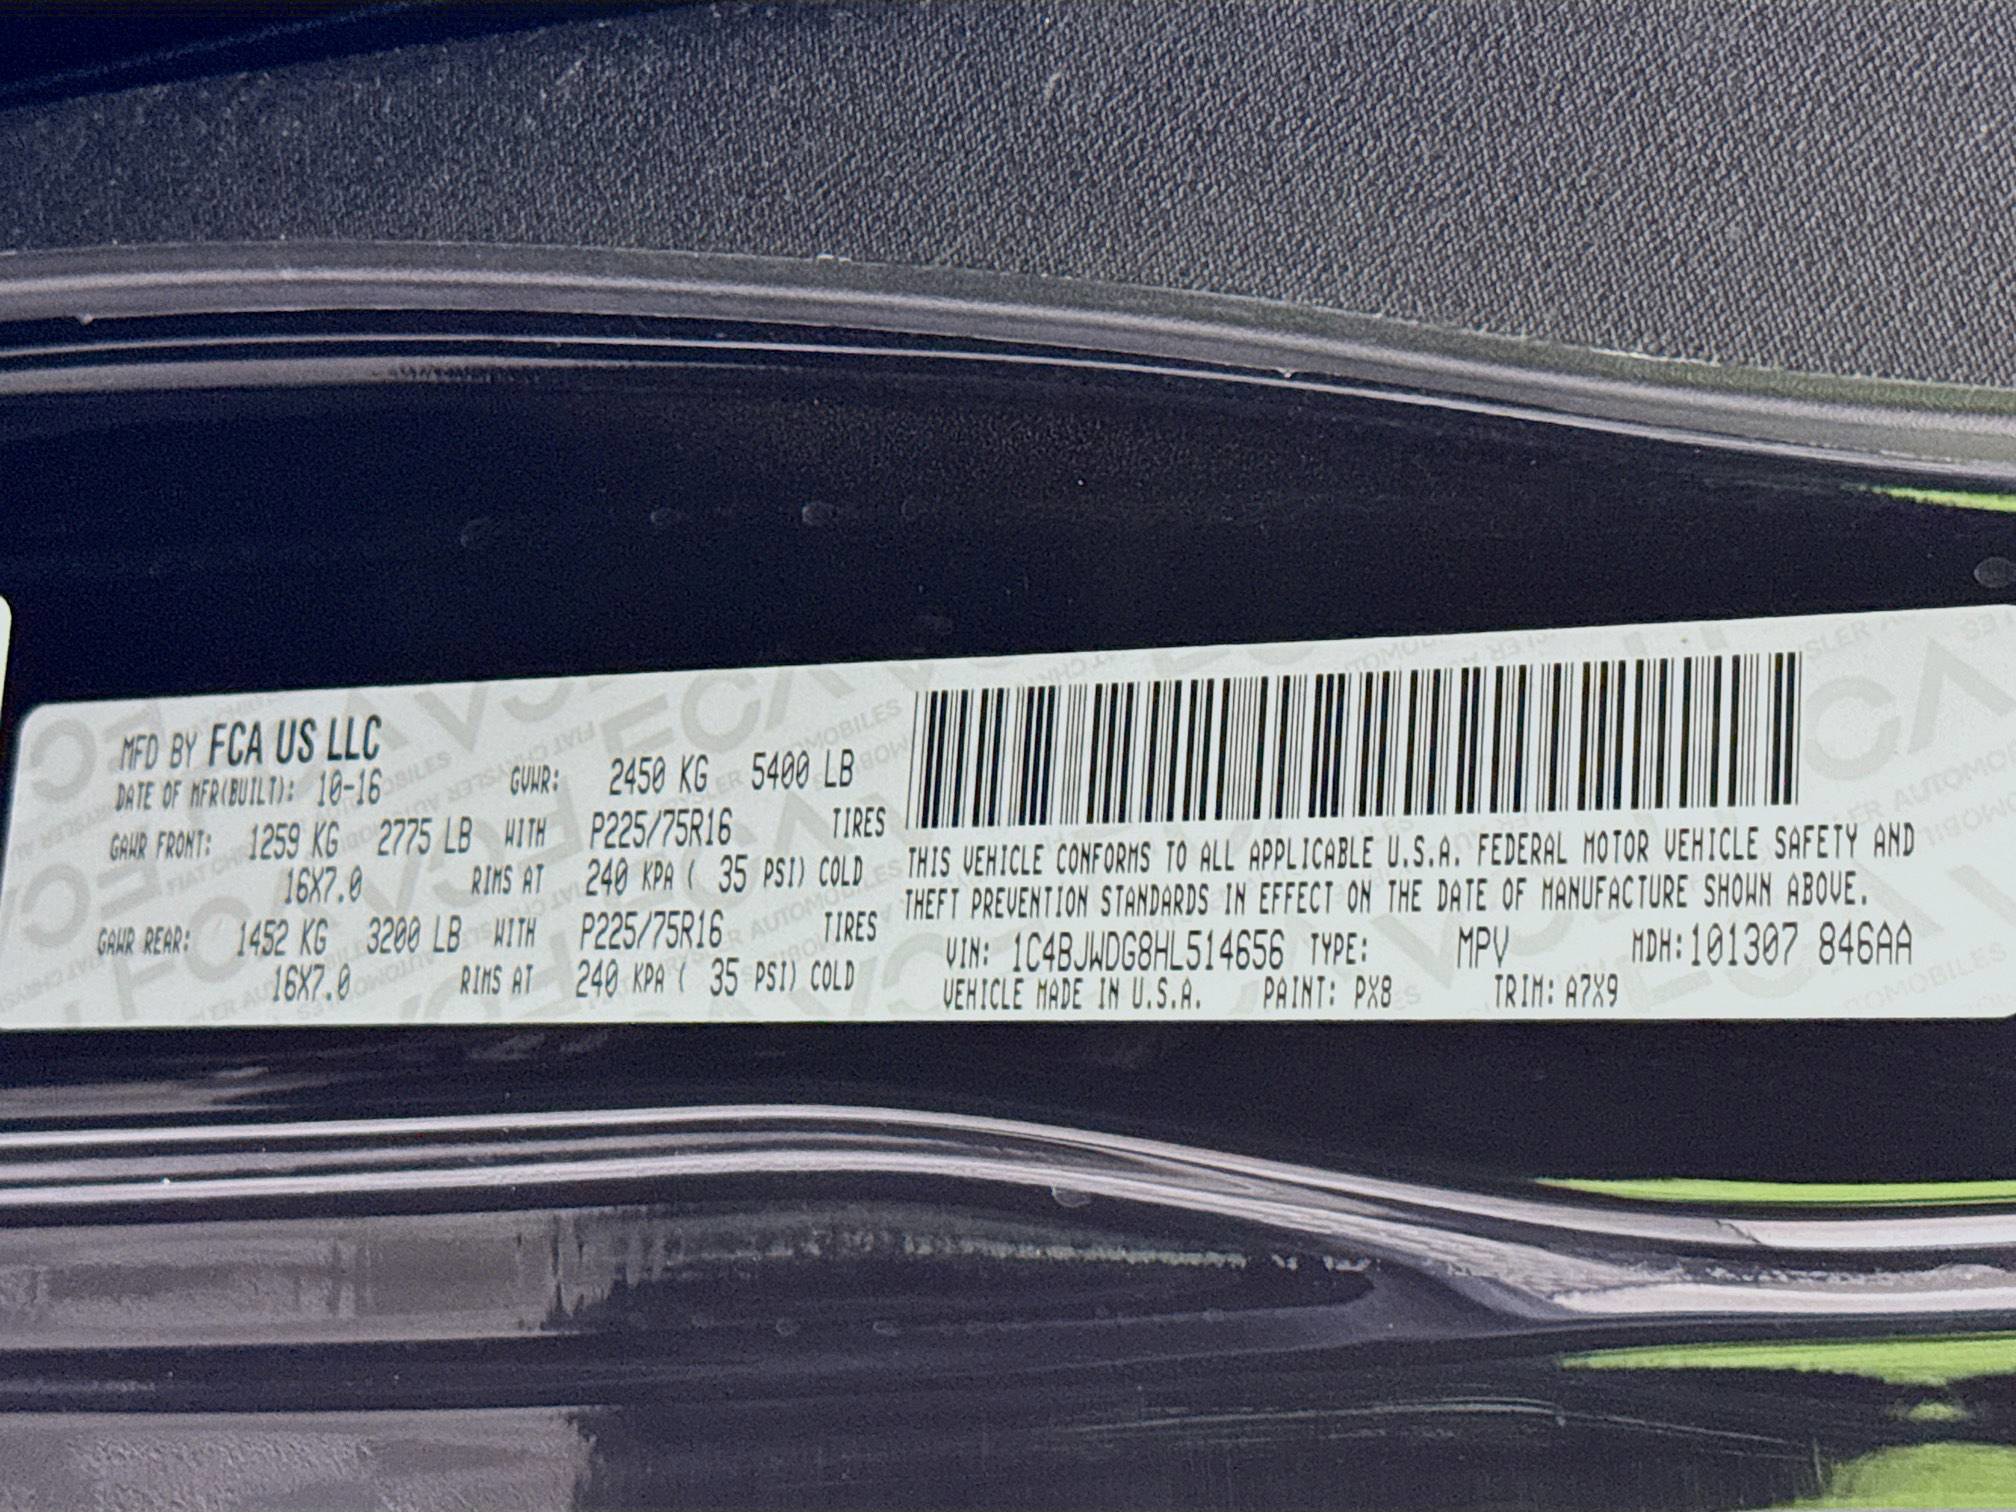 MFD BY FCA US LLC
DATE OF MFR(BUILT): 10-16 GVWR: 2450 KG 5400 LB
GAWR FRONT: 1259 KG 2775 LB WITH P225/75R16 TIRES
16X7.0 RIMS AT 240 KPA ( 35 PSI) COLD
GAWR REAR: 1452 KG 3200 LB WITH P225/75R16 TIRES
16X7.0 RIMS AT 240 KPA ( 35 PSI) COLD
THIS VEHICLE CONFORMS TO ALL APPLICABLE U.S.A. FEDERAL MOTOR VEHICLE SAFETY AND
THEFT PREVENTION STANDARDS IN EFFECT ON THE DATE OF MANUFACTURE SHOWN ABOVE.
VIN: 1C4BJWDG8HL514656 TYPE: MPV MDH:101307 846AA
VEHICLE MADE IN U.S.A. PAINT: PX8 TRIM: A7X9